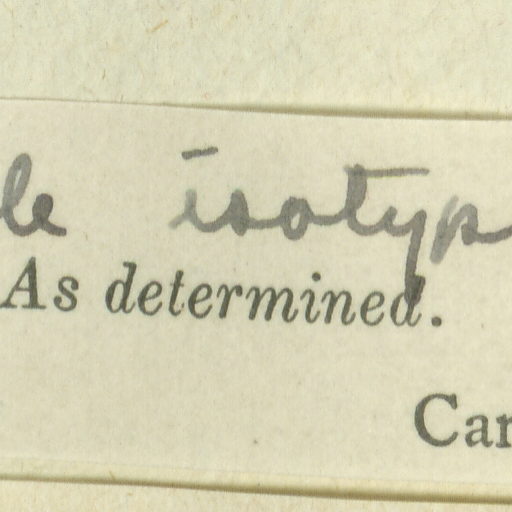 le isotyp
As determined.
Car